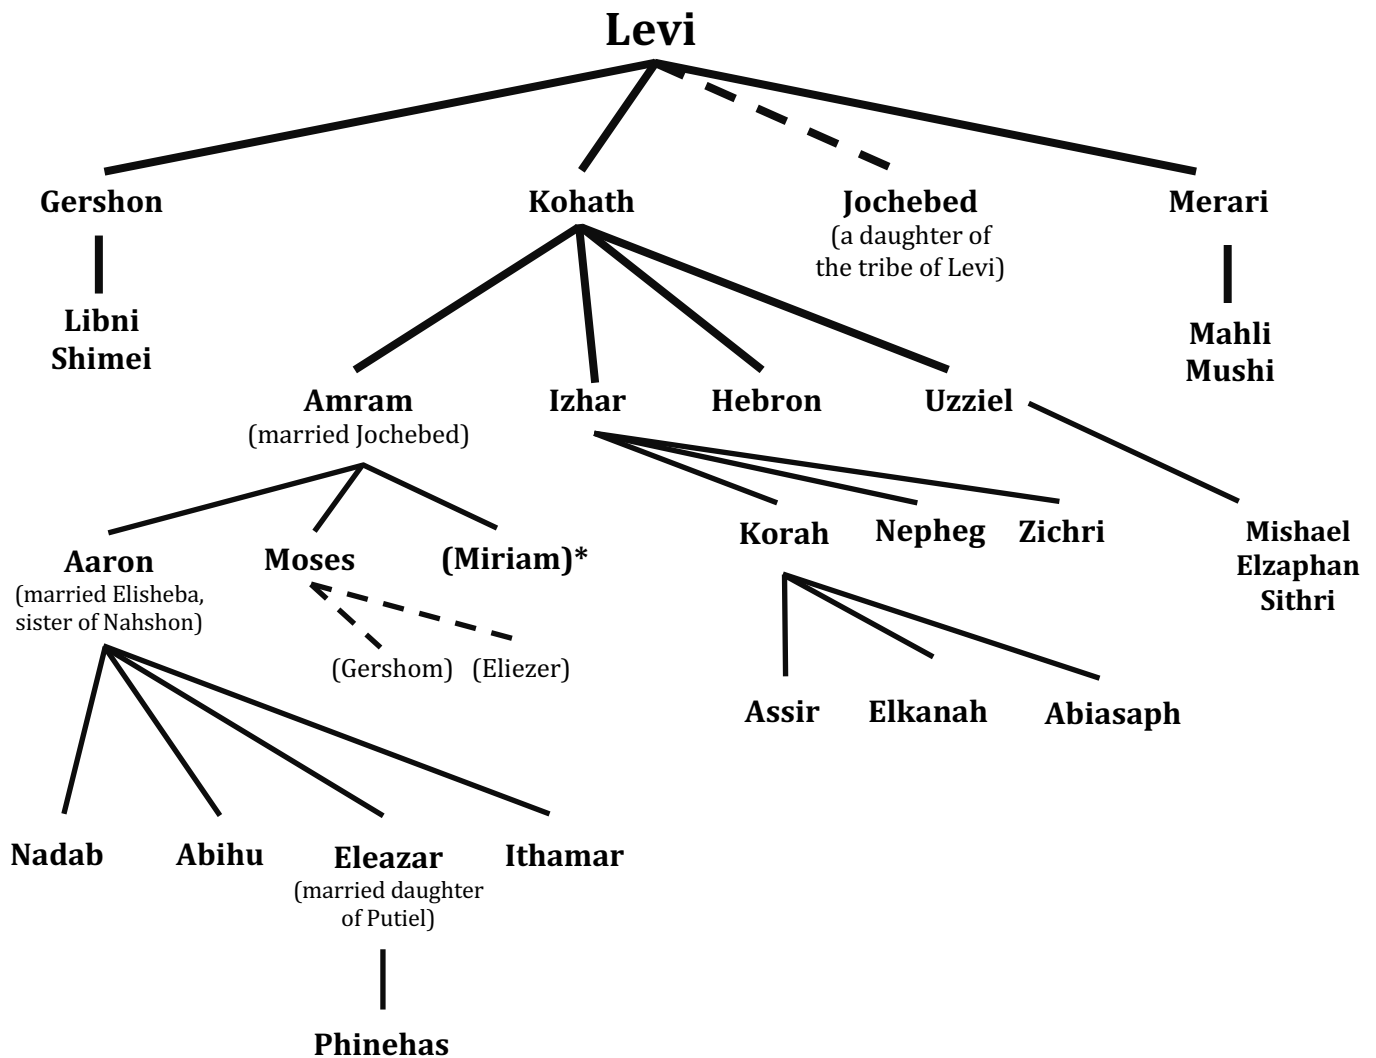 Levi
Gershon
Kohath
Jochebed
(a daughter of
the tribe of Levi)
Merari
Libni
Shimei
Mahli
Mushi
Amram
(married Jochebed)
Izhar
Hebron
Uzziel
Aaron
(married Elisheba,
sister of Nahshon)
Moses
(Miriam)*
Korah
Nepheg
Zichri
Mishael
Elzaphan
Sithri
(Gershom)
(Eliezer)
Assir
Elkanah
Abiasaph
Nadab
Abihu
Eleazar
(married daughter
of Putiel)
Ithamar
Phinehas